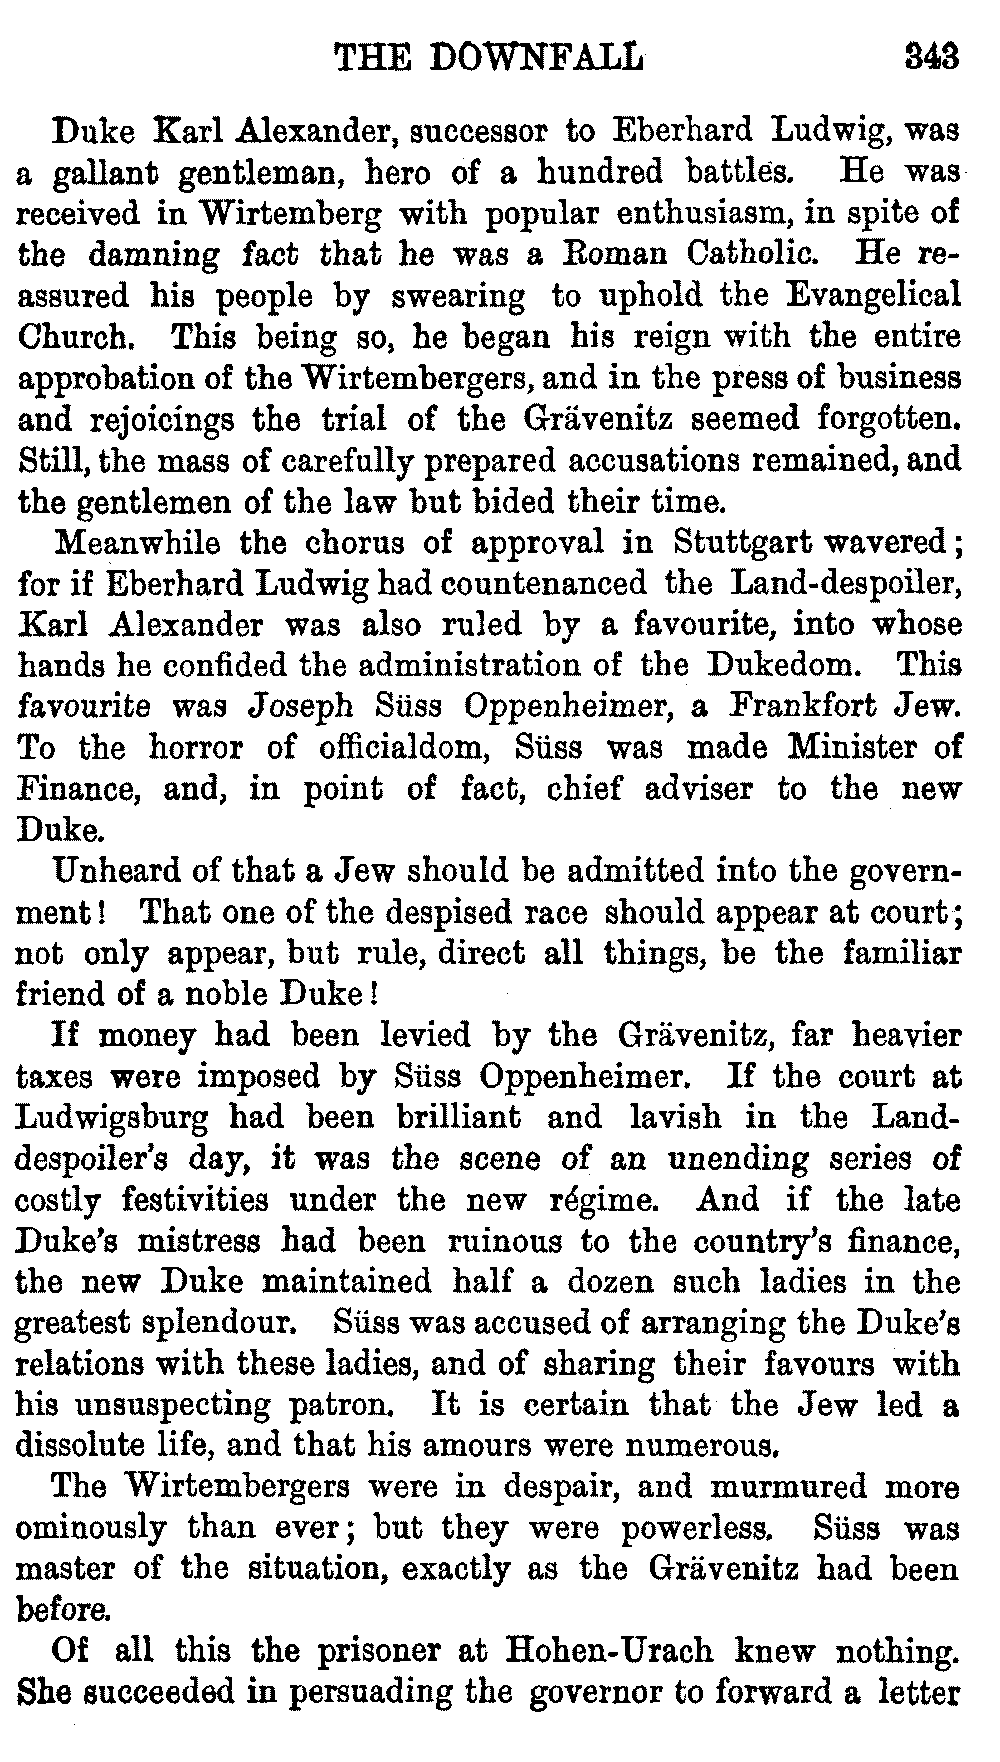 THE DOWNFALL 343
Duke Karl Alexander, successor to Eberhard Ludwig, was
a gallant gentleman, hero of a hundred battles. He was
received in Wirtemberg with popular enthusiasm, in spite of
the damning fact that he was a Roman Catholic. He re-
assured his people by swearing to uphold the Evangelical
Church. This being so, he began his reign with the entire
approbation of the Wirtembergers, and in the press of business
and rejoicings the trial of the Grävenitz seemed forgotten.
Still, the mass of carefully prepared accusations remained, and
the gentlemen of the law but bided their time.
Meanwhile the chorus of approval in Stuttgart wavered;
for if Eberhard Ludwig had countenanced the Land-despoiler,
Karl Alexander was also ruled by a favourite, into whose
hands he confided the administration of the Dukedom. This
favourite was Joseph Süss Oppenheimer, a Frankfort Jew.
To the horror of officialdom, Süss was made Minister of
Finance, and, in point of fact, chief adviser to the new
Duke.
Unheard of that a Jew should be admitted into the govern-
ment! That one of the despised race should appear at court;
not only appear, but rule, direct all things, be the familiar
friend of a noble Duke!
If money had been levied by the Grävenitz, far heavier
taxes were imposed by Süss Oppenheimer. If the court at
Ludwigsburg had been brilliant and lavish in the Land-
despoiler's day, it was the scene of an unending series of
costly festivities under the new régime. And if the late
Duke's mistress had been ruinous to the country's finance,
the new Duke maintained half a dozen such ladies in the
greatest splendour. Süss was accused of arranging the Duke's
relations with these ladies, and of sharing their favours with
his unsuspecting patron. It is certain that the Jew led a
dissolute life, and that his amours were numerous.
The Wirtembergers were in despair, and murmured more
ominously than ever; but they were powerless. Süss was
master of the situation, exactly as the Grävenitz had been
before.
Of all this the prisoner at Hohen-Urach knew nothing.
She succeeded in persuading the governor to forward a letter